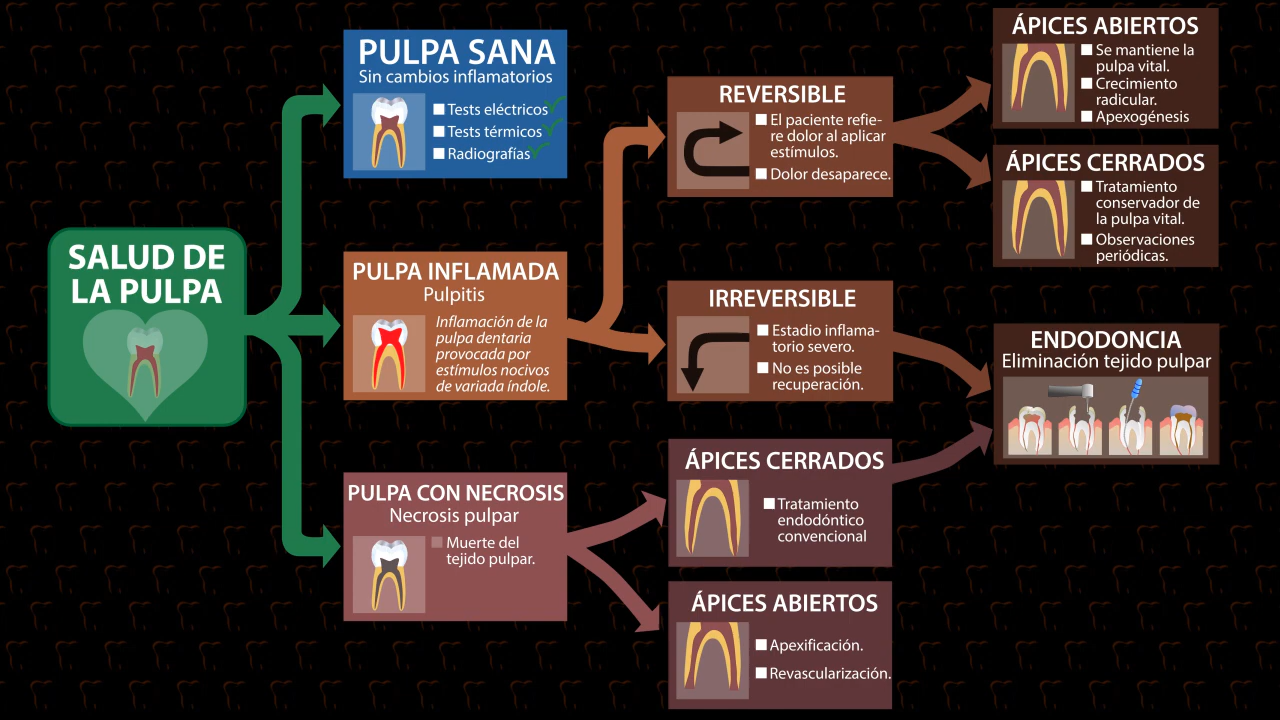 SALUD DE
LA PULPA
PULPA SANA
Sin cambios inflamatorios
Tests eléctricos
Tests térmicos
Radiografías
PULPA INFLAMADA
Pulpitis
Inflamación de la
pulpa dentaria
provocada por
estímulos nocivos
de variada índole.
PULPA CON NECROSIS
Necrosis pulpar
Muerte del
tejido pulpar.
REVERSIBLE
El paciente refie-
re dolor al aplicar
estímulos.
Dolor desaparece.
IRREVERSIBLE
Estadio inflama-
torio severo.
No es posible
recuperación.
ÁPICES CERRADOS
Tratamiento
endodóntico
convencional
ÁPICES ABIERTOS
Apexificación.
Revascularización.
ÁPICES ABIERTOS
Se mantiene la
pulpa vital.
Crecimiento
radicular.
Apexogénesis
ÁPICES CERRADOS
Tratamiento
conservador de
la pulpa vital.
Observaciones
periódicas.
ENDODONCIA
Eliminación tejido pulpar